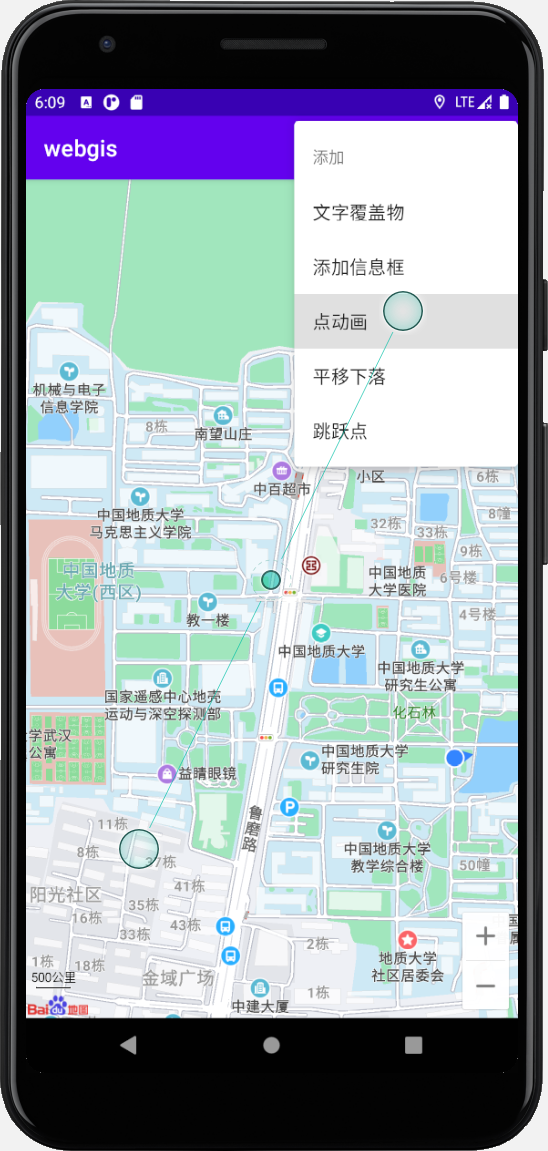 6:09
LTE
webgis
添加
文字覆盖物
添加信息框
点动画
平移下落
跳跃点
机械与电子
信息学院
8栋
南望山庄
中百超市
小区
6栋
中国地质大学
马克思主义学院
32栋
33栋
8幢
9栋
中国地质
大学(西区)
中国地质
大学医院
6号楼
4号楼
教一楼
中国地质大学
中国地质大学
研究生公寓
国家遥感中心地壳
运动与深空探测部
化石林
学武汉
公寓
中国地质大学
研究生院
益晴眼镜
鲁磨路
11栋
8栋
37栋
中国地质大学
教学综合楼
50幢
阳光社区
41栋
35栋
16栋
43栋
33栋
2栋
1栋
18栋
地质大学
社区居委会
500公里
金域广场
1栋
中建大厦
Bai du 地图